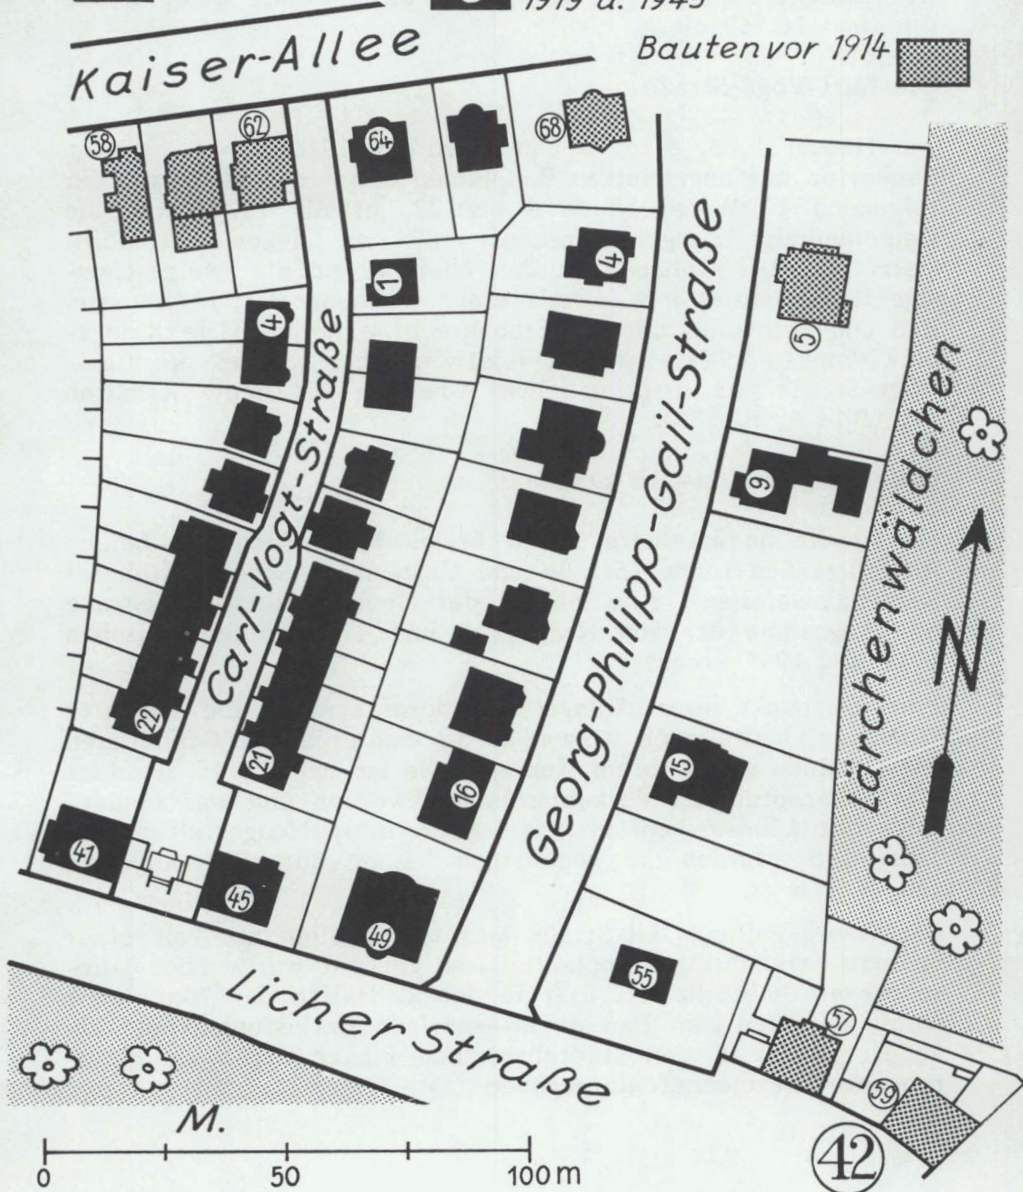 1919 u. 1945
Kaiser-Allee
Bauten vor 1914
58
62
64
68
4
1
4
5
9
Carl-Vogt-Straße
Georg-Philipp-Gail-Straße
Lärchenwäldchen
N
22
21
16
15
41
45
49
55
57
59
Licher Straße
M.
0 50 100 m
42